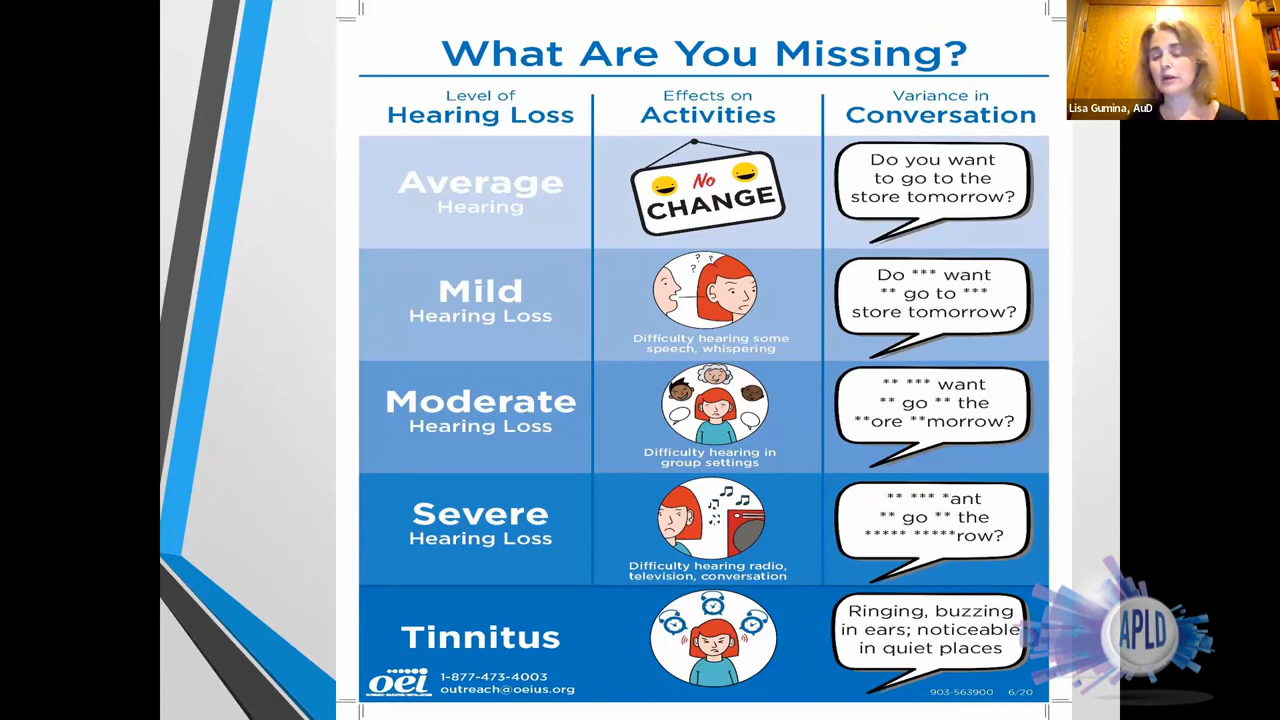 What Are You Missing?
Level of
Hearing Loss
Effects on
Activities
Variance in
Conversation
Average
Hearing
No
CHANGE
Do you want
to go to the
store tomorrow?
Mild
Hearing Loss
? ? ?
Difficulty hearing some
speech, whispering
Do *** want
** go to ***
store tomorrow?
Moderate
Hearing Loss
Difficulty hearing in
group settings
** *** want
** go ** the
**ore **morrow?
Severe
Hearing Loss
Difficulty hearing radio,
television, conversation
** *** *ant
** go ** the
***** *****row?
Tinnitus
Ringing, buzzing
in ears; noticeable
in quiet places
oei
1-877-473-4003
outreach@oeius.org
903-563900 6/20
Lisa Gumina, AuD
APLD